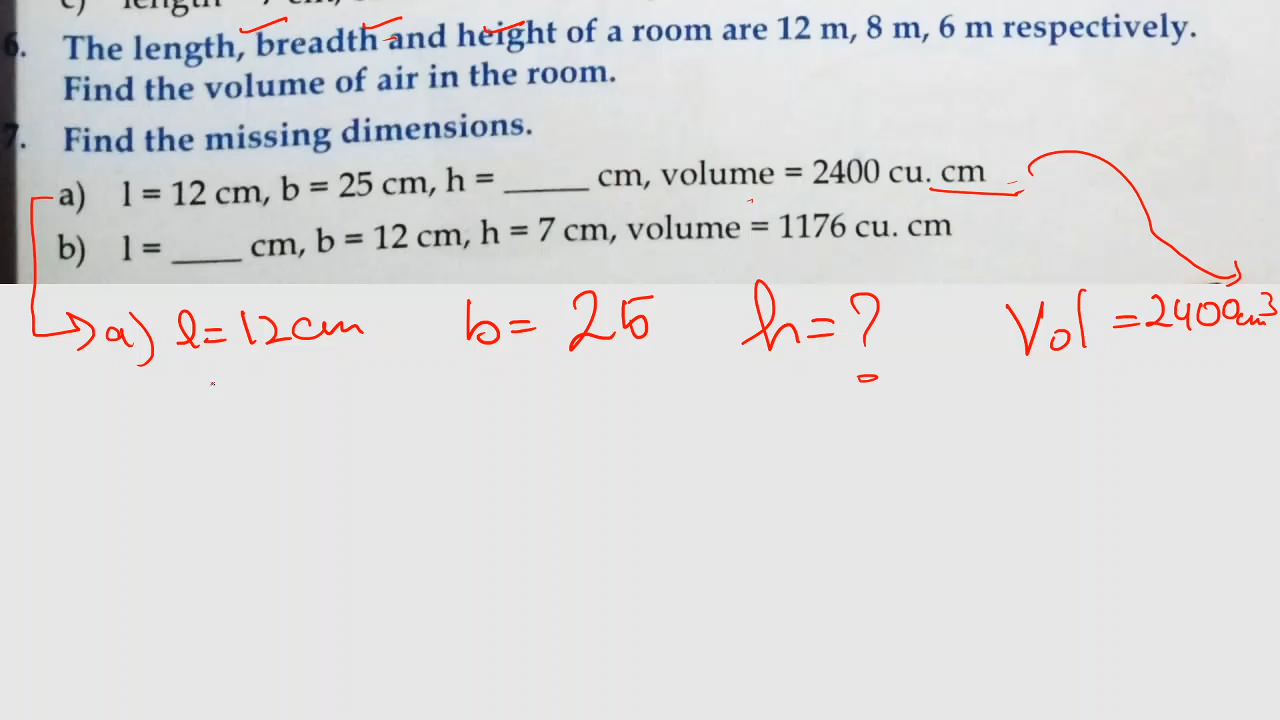 c) length
6. The length, breadth and height of a room are 12 m, 8 m, 6 m respectively.
Find the volume of air in the room.
7. Find the missing dimensions.
a) l = 12 cm, b = 25 cm, h = _____ cm, volume = 2400 cu. cm
b) l = ____ cm, b = 12 cm, h = 7 cm, volume = 1176 cu. cm
a) l = 12cm b = 25 h = ? Vol = 2400cm³